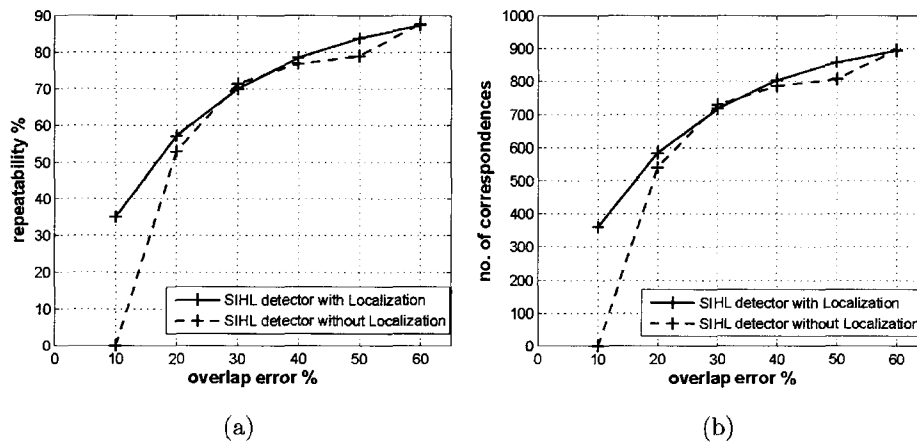 90
80
70
60
50
40
30
20
10
0
repeatability %
0 10 20 30 40 50 60
overlap error %
SIHL detector with Localization
SIHL detector without Localization
(a)
1000
900
800
700
600
500
400
300
200
100
0
no. of correspondences
0 10 20 30 40 50 60
overlap error %
SIHL detector with Localization
SIHL detector without Localization
(b)